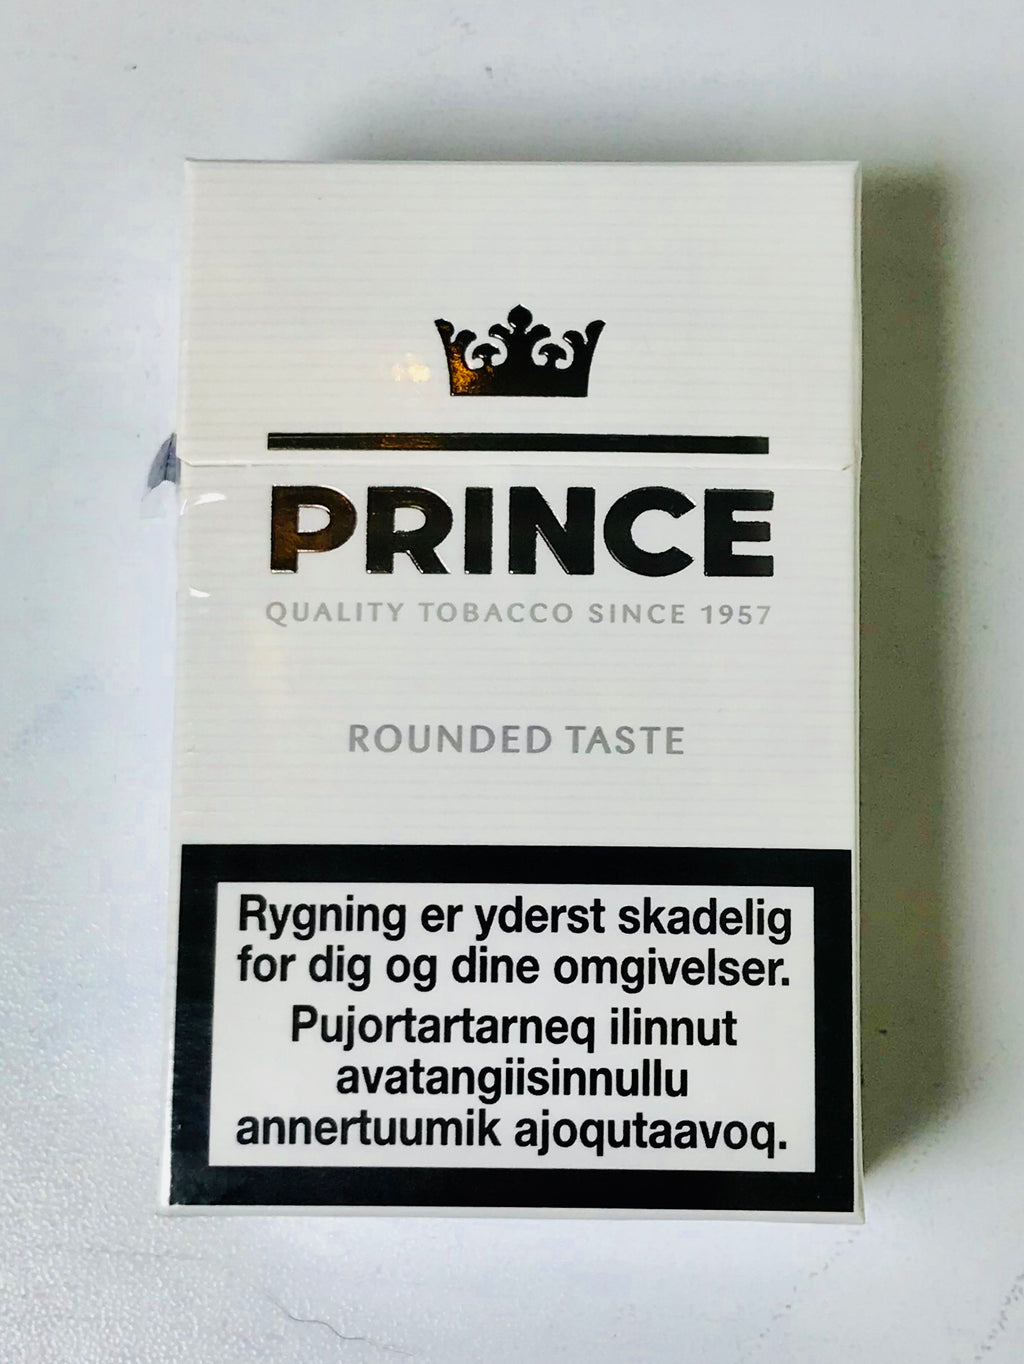 PRINCE
QUALITY TOBACCO SINCE 1957
ROUNDED TASTE
Rygning er yderst skadelig
for dig og dine omgivelser.
Pujortartarneq ilinnut
avatangiisinnullu
annertuumik ajoqutaavoq.